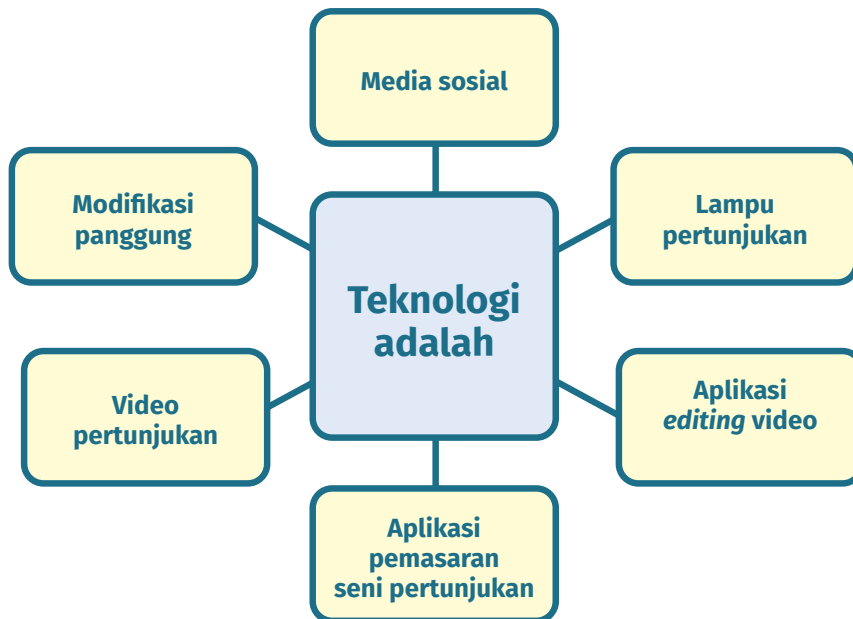 Media sosial
Modifikasi
panggung
Lampu
pertunjukan
Teknologi
adalah
Video
pertunjukan
Aplikasi
editing video
Aplikasi
pemasaran
seni pertunjukan